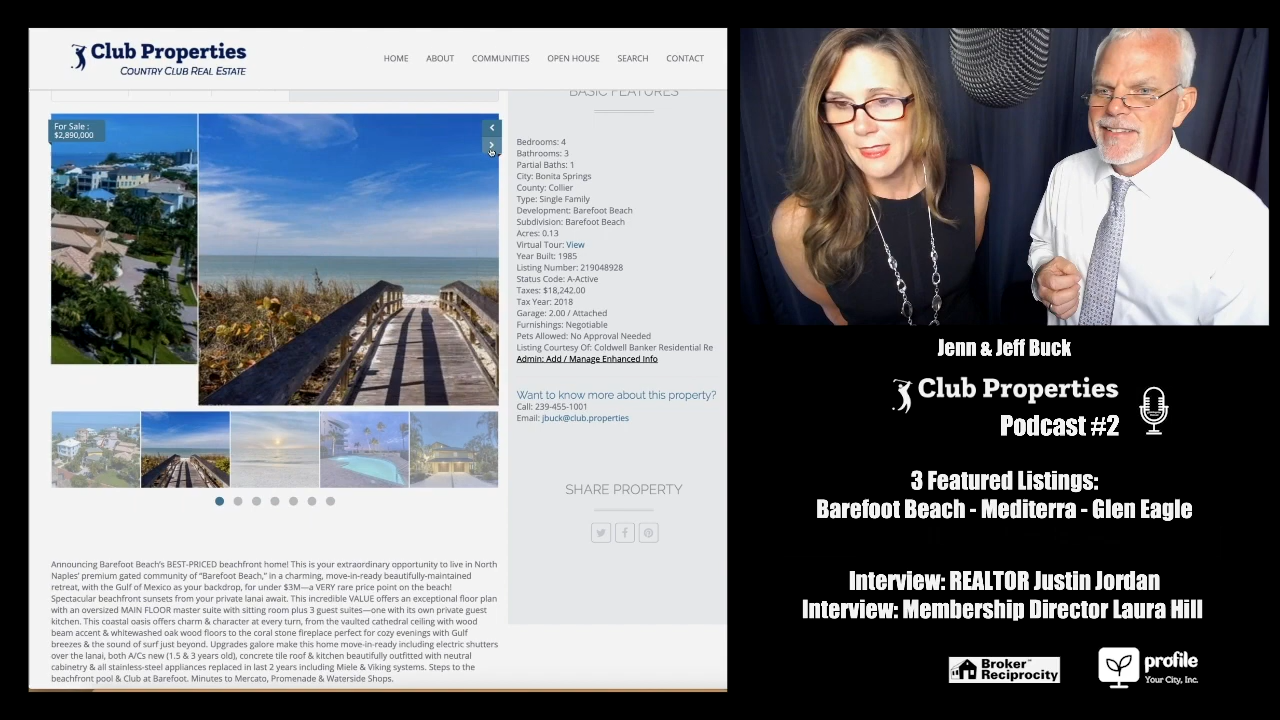 Club Properties
COUNTRY CLUB REAL ESTATE
HOME ABOUT COMMUNITIES OPEN HOUSE SEARCH CONTACT
For Sale :
$2,890,000
BASIC FEATURES
Bedrooms: 4
Bathrooms: 3
Partial Baths: 1
City: Bonita Springs
County: Collier
Type: Single Family
Development: Barefoot Beach
Subdivision: Barefoot Beach
Acres: 0.13
Virtual Tour: View
Year Built: 1985
Listing Number: 219048928
Status Code: A-Active
Taxes: $18,242.00
Tax Year: 2018
Garage: 2.00 / Attached
Furnishings: Negotiable
Pets Allowed: No Approval Needed
Listing Courtesy Of: Coldwell Banker Residential Re
Admin: Add / Manage Enhanced Info
Want to know more about this property?
Call: 239-455-1001
Email: jbuck@club.properties
SHARE PROPERTY
Announcing Barefoot Beach's BEST-PRICED beachfront home! This is your extraordinary opportunity to live in North
Naples' premium gated community of "Barefoot Beach," in a charming, move-in-ready beautifully-maintained
retreat, with the Gulf of Mexico as your backdrop, for under $3M—a VERY rare price point on the beach!
Spectacular beachfront sunsets from your private lanai await. This incredible VALUE offers an exceptional floor plan
with an oversized MAIN FLOOR master suite with sitting room plus 3 guest suites—one with its own private guest
kitchen. This coastal oasis offers charm & character at every turn, from the vaulted cathedral ceiling with wood
beam accent & whitewashed oak wood floors to the coral stone fireplace perfect for cozy evenings with Gulf
breezes & the sound of surf just beyond. Upgrades galore make this home move-in-ready including electric shutters
over the lanai, both A/Cs new (1.5 & 3 years old), concrete tile roof & kitchen beautifully outfitted with neutral
cabinetry & all stainless-steel appliances replaced in last 2 years including Miele & Viking systems. Steps to the
beachfront pool & Club at Barefoot. Minutes to Mercato, Promenade & Waterside Shops.
Jenn & Jeff Buck
Club Properties
Podcast #2
3 Featured Listings:
Barefoot Beach - Mediterra - Glen Eagle
Interview: REALTOR Justin Jordan
Interview: Membership Director Laura Hill
Broker™
Reciprocity
profile
Your City, Inc.